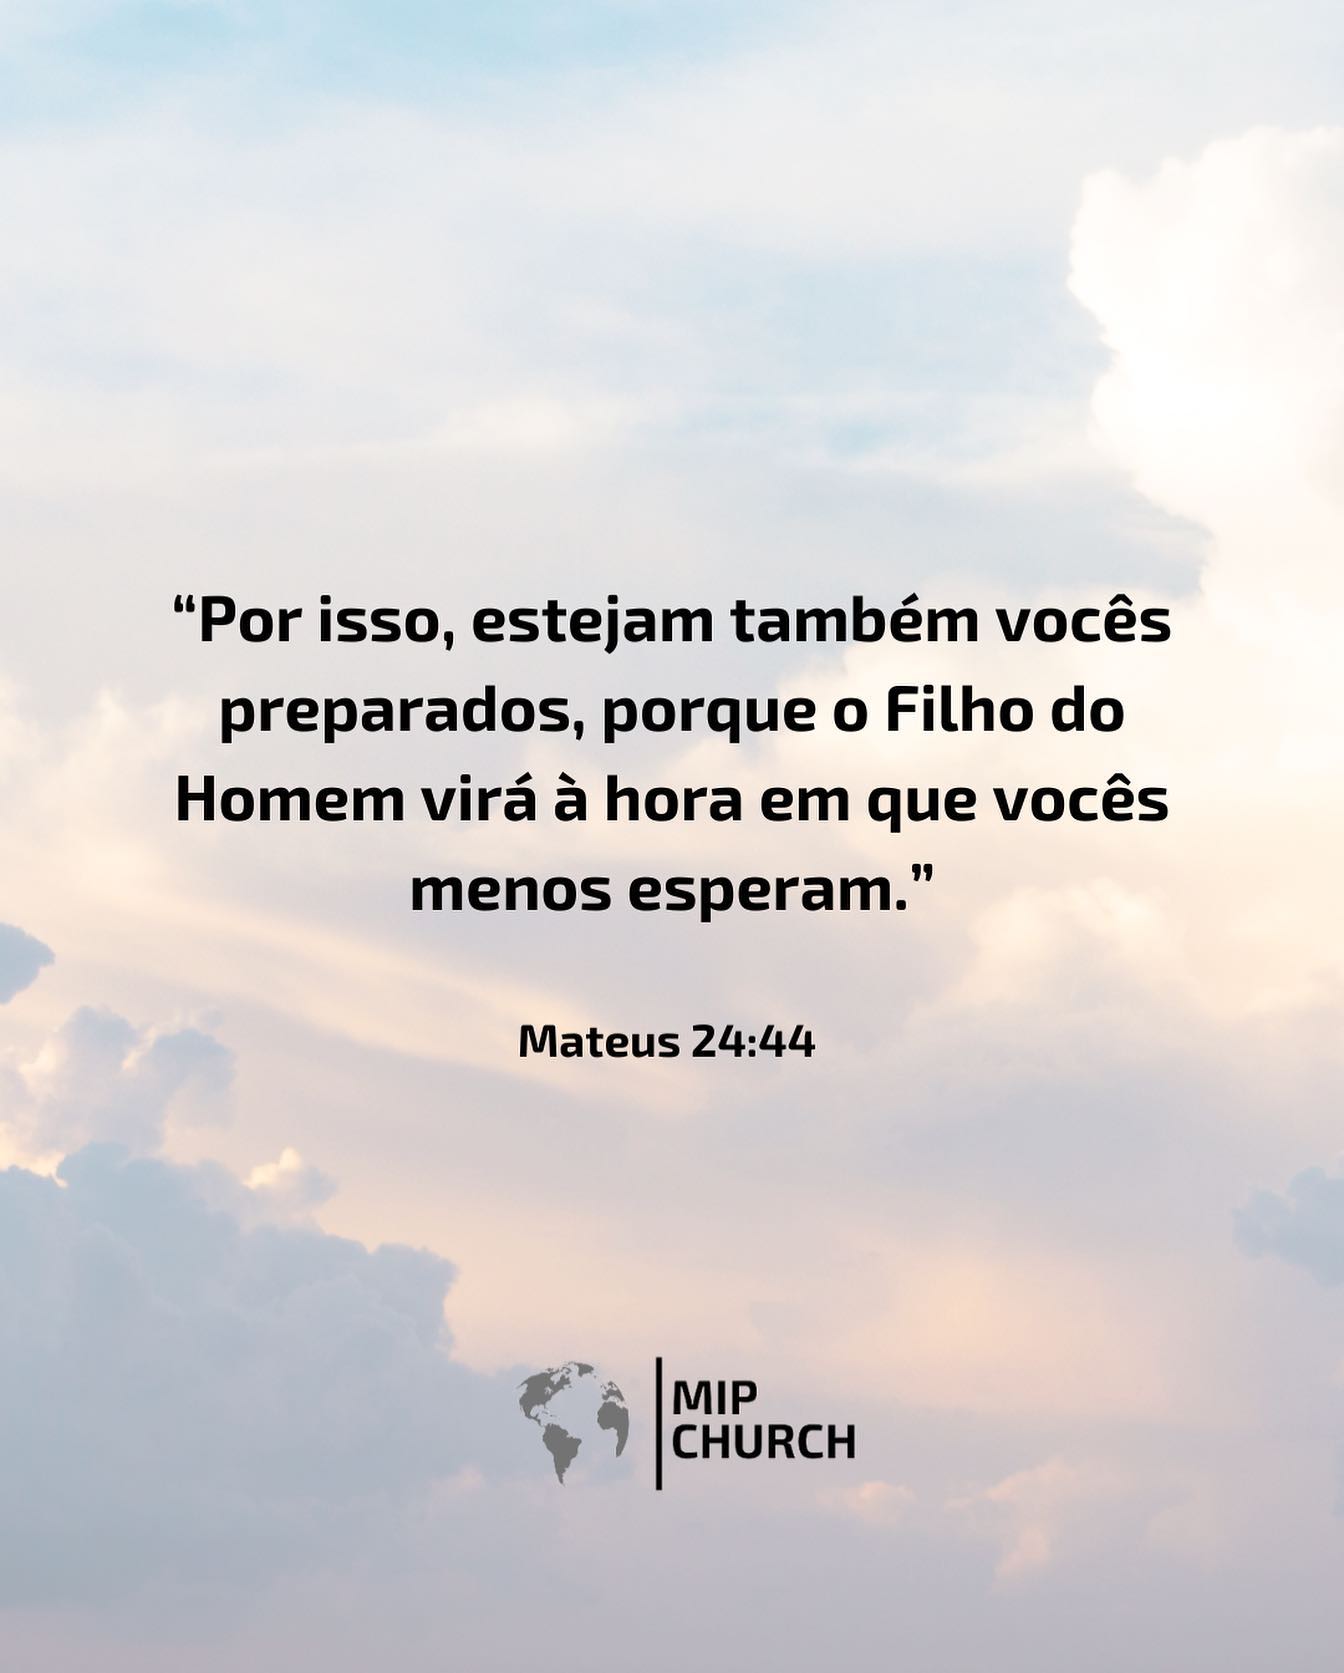 “Por isso, estejam também vocês
preparados, porque o Filho do
Homem virá à hora em que vocês
menos esperam.”
Mateus 24:44
MIP
CHURCH